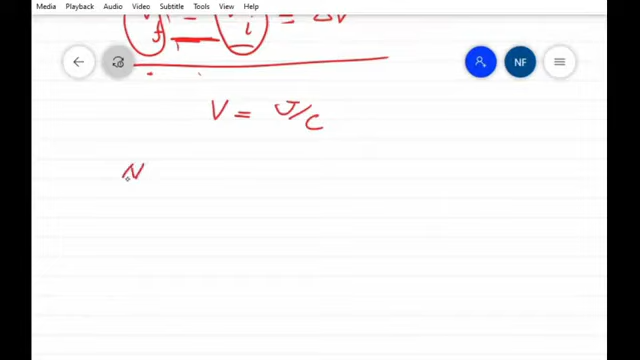 Media Playback Audio Video Subtitle Tools View Help
f - i = ΔV
NF
V = J/C
N